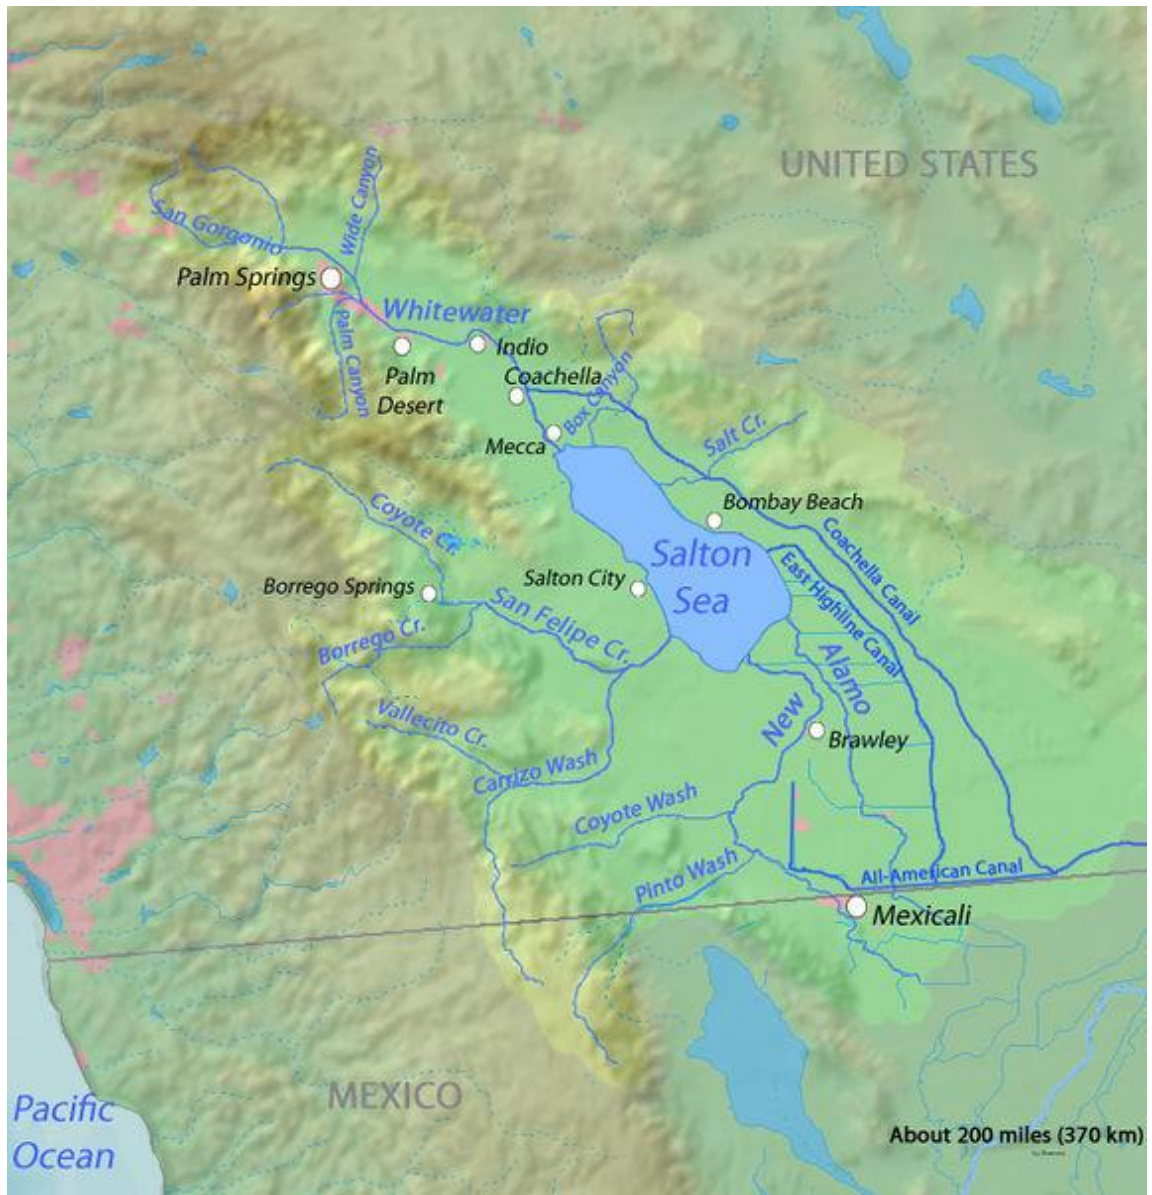 UNITED STATES
Wide Canyon
San Gorgonio
Palm Springs
Whitewater
Palm Canyon
Indio
Palm
Desert
Coachella
Box Canyon
Mecca
Salt Cr.
Bombay Beach
Coyote Cr.
Salton
Sea
Coachella Canal
East Highline Canal
Salton City
Borrego Springs
San Felipe Cr.
Borrego Cr.
Alamo
New
Vallecito Cr.
Brawley
Carrizo Wash
Coyote Wash
Pinto Wash
All-American Canal
Mexicali
MEXICO
Pacific
Ocean
About 200 miles (370 km)